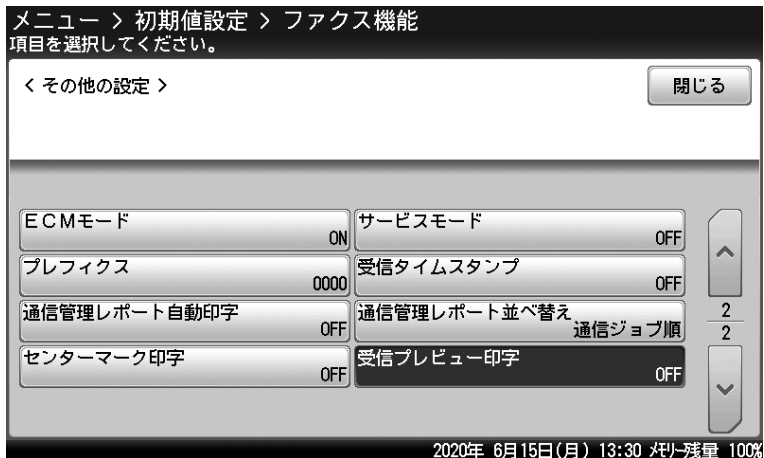 メニュー > 初期値設定 > ファクス機能
項目を選択してください。
< その他の設定 >
閉じる
ECMモード
ON
サービスモード
OFF
プレフィクス
0000
受信タイムスタンプ
OFF
通信管理レポート自動印字
OFF
通信管理レポート並べ替え
通信ジョブ順
センターマーク印字
OFF
受信プレビュー印字
OFF
2
2
2020年 6月15日(月) 13:30 メモリー残量 100%